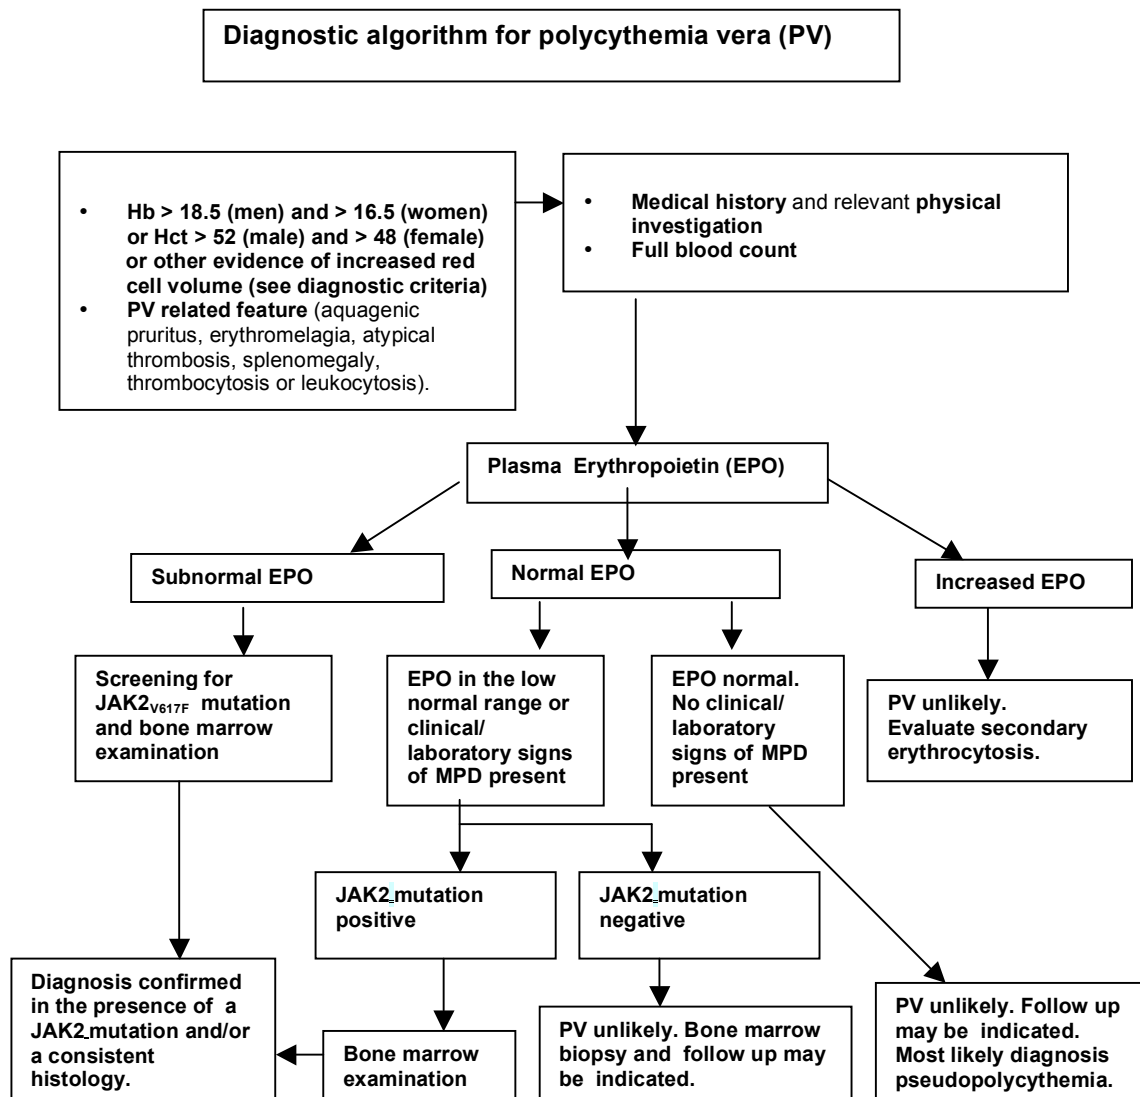 Diagnostic algorithm for polycythemia vera (PV)
• Hb > 18.5 (men) and > 16.5 (women)
or Hct > 52 (male) and > 48 (female)
or other evidence of increased red
cell volume (see diagnostic criteria)
• PV related feature (aquagenic
pruritus, erythromelagia, atypical
thrombosis, splenomegaly,
thrombocytosis or leukocytosis).
• Medical history and relevant physical
investigation
• Full blood count
Plasma Erythropoietin (EPO)
Subnormal EPO
Normal EPO
Increased EPO
Screening for
JAK2V617F mutation
and bone marrow
examination
EPO in the low
normal range or
clinical/
laboratory signs
of MPD present
EPO normal.
No clinical/
laboratory
signs of MPD
present
PV unlikely.
Evaluate secondary
erythrocytosis.
JAK2 mutation
positive
JAK2 mutation
negative
Diagnosis confirmed
in the presence of a
JAK2 mutation and/or
a consistent
histology.
Bone marrow
examination
PV unlikely. Bone marrow
biopsy and follow up may
be indicated.
PV unlikely. Follow up
may be indicated.
Most likely diagnosis
pseudopolycythemia.